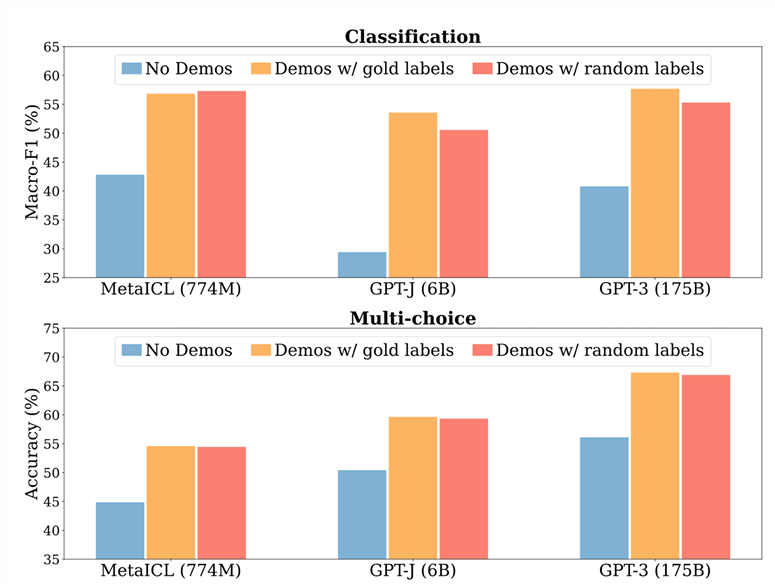 Classification
Macro-F1 (%)
65
60
55
50
45
40
35
30
25
No Demos Demos w/ gold labels Demos w/ random labels
MetaICL (774M) GPT-J (6B) GPT-3 (175B)
Multi-choice
Accuracy (%)
75
70
65
60
55
50
45
40
35
No Demos Demos w/ gold labels Demos w/ random labels
MetaICL (774M) GPT-J (6B) GPT-3 (175B)